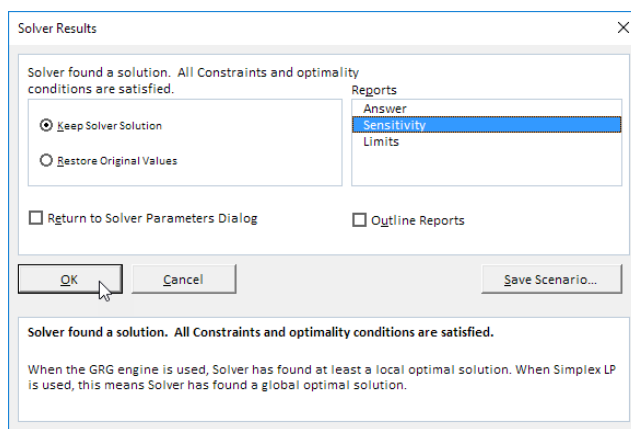 Solver Results
Solver found a solution.  All Constraints and optimality
conditions are satisfied.
Reports
Answer
Sensitivity
Limits
Keep Solver Solution
Restore Original Values
Return to Solver Parameters Dialog
Outline Reports
OK
Cancel
Save Scenario...
Solver found a solution.  All Constraints and optimality conditions are satisfied.
When the GRG engine is used, Solver has found at least a local optimal solution. When Simplex LP
is used, this means Solver has found a global optimal solution.